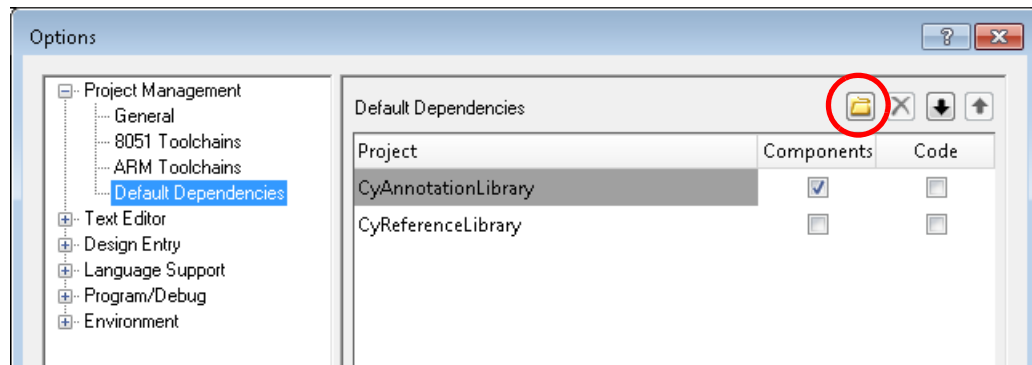 Options
Project Management
General
8051 Toolchains
ARM Toolchains
Default Dependencies
Text Editor
Design Entry
Language Support
Program/Debug
Environment
Default Dependencies
Project Components Code
CyAnnotationLibrary
CyReferenceLibrary